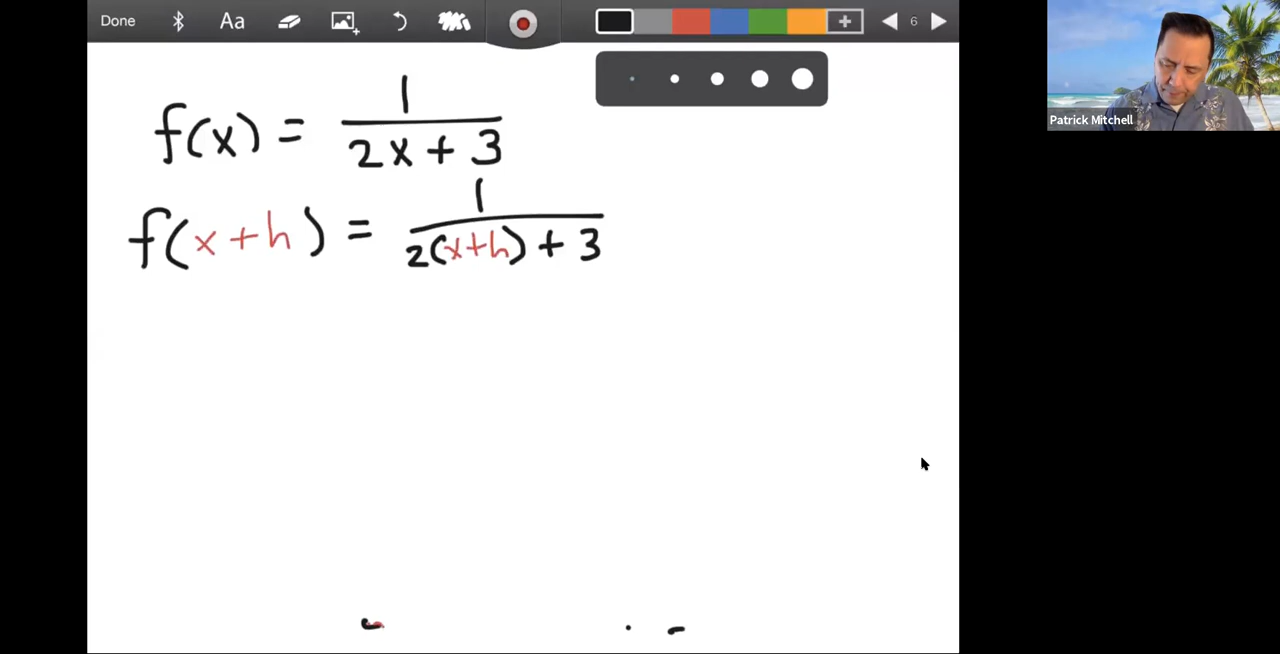 Done Aa 6
Patrick Mitchell
f(x) = 1/(2x + 3)
f(x+h) = 1/(2(x+h) + 3)